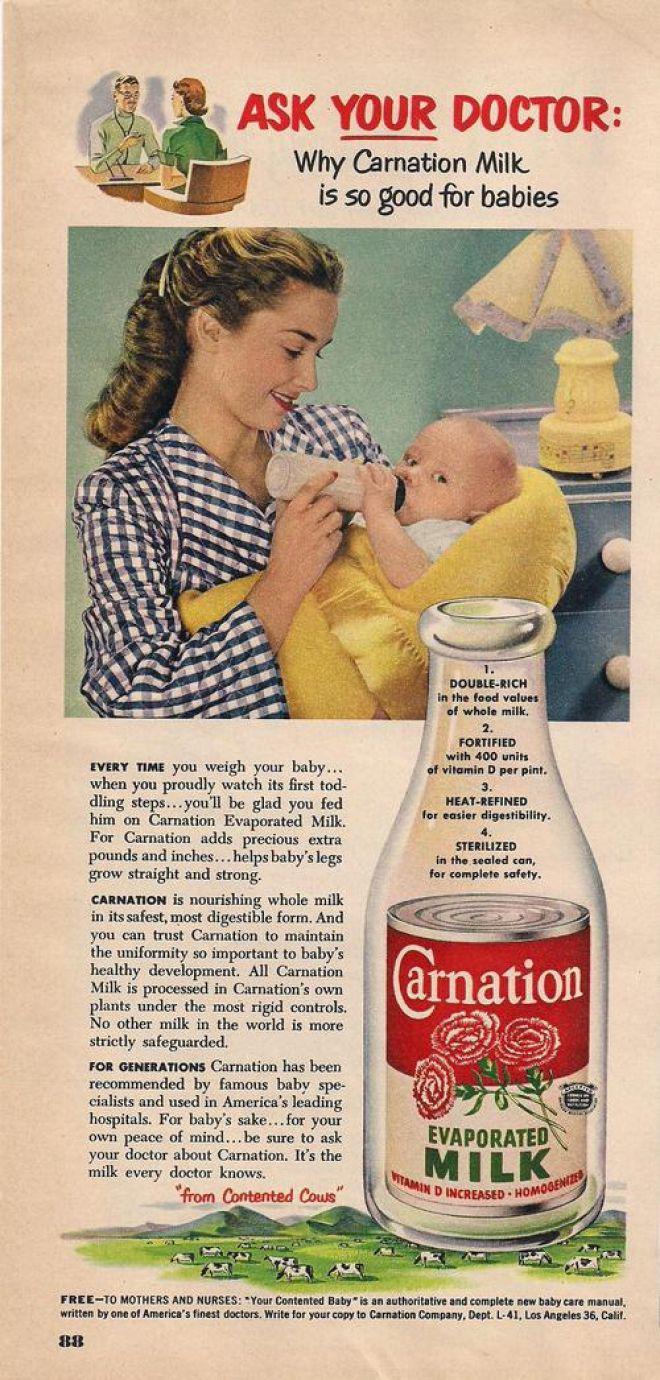 ASK YOUR DOCTOR:
Why Carnation Milk
is so good for babies
1.
DOUBLE-RICH
in the food values
of whole milk.
2.
FORTIFIED
with 400 units
of vitamin D per pint.
3.
HEAT-REFINED
for easier digestibility.
4.
STERILIZED
in the sealed can,
for complete safety.
EVERY TIME you weigh your baby...
when you proudly watch its first tod-
dling steps...you'll be glad you fed
him on Carnation Evaporated Milk.
For Carnation adds precious extra
pounds and inches...helps baby's legs
grow straight and strong.
CARNATION is nourishing whole milk
in its safest, most digestible form. And
you can trust Carnation to maintain
the uniformity so important to baby's
healthy development. All Carnation
Milk is processed in Carnation's own
plants under the most rigid controls.
No other milk in the world is more
strictly safeguarded.
FOR GENERATIONS Carnation has been
recommended by famous baby spe-
cialists and used in America's leading
hospitals. For baby's sake...for your
own peace of mind...be sure to ask
your doctor about Carnation. It's the
milk every doctor knows.
"from Contented Cows"
Carnation
EVAPORATED
MILK
VITAMIN D INCREASED · HOMOGENIZED
FREE—TO MOTHERS AND NURSES: "Your Contented Baby" is an authoritative and complete new baby care manual,
written by one of America's finest doctors. Write for your copy to Carnation Company, Dept. L-41, Los Angeles 36, Calif.
88